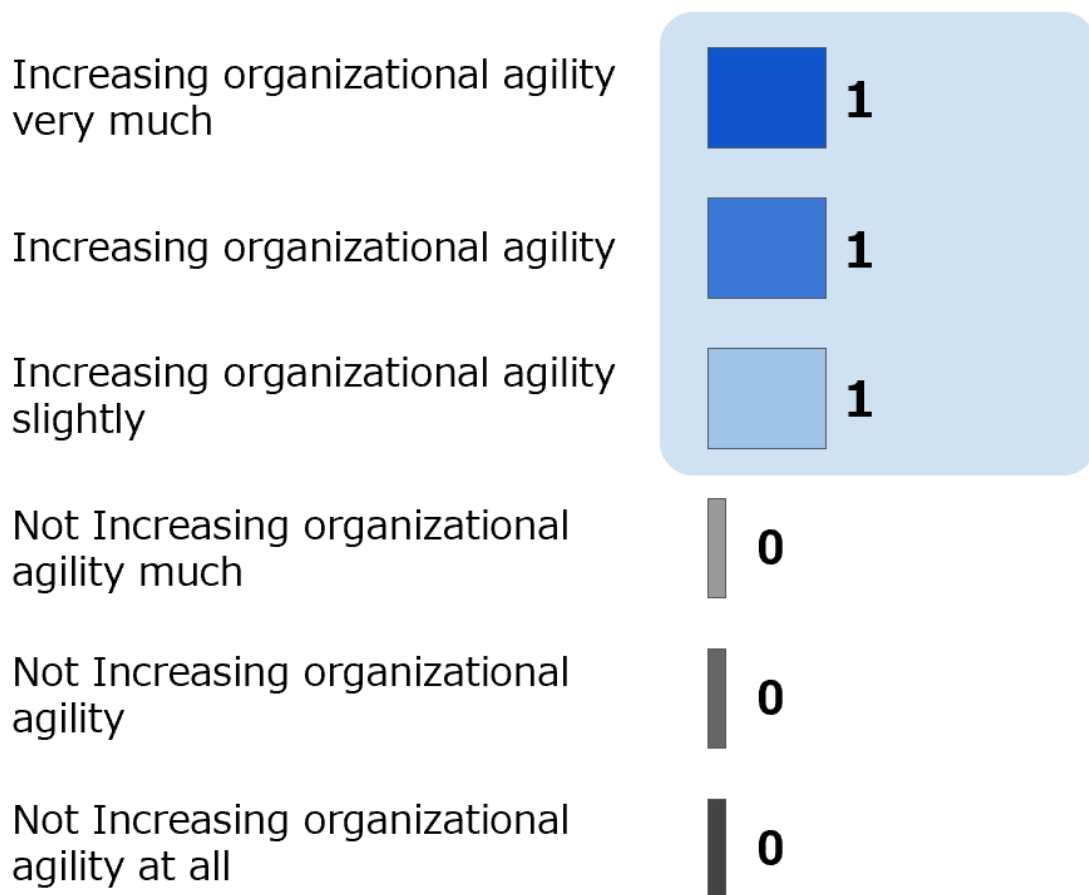 Increasing organizational agility
very much
1
Increasing organizational agility
1
Increasing organizational agility
slightly
1
Not Increasing organizational
agility much
0
Not Increasing organizational
agility
0
Not Increasing organizational
agility at all
0